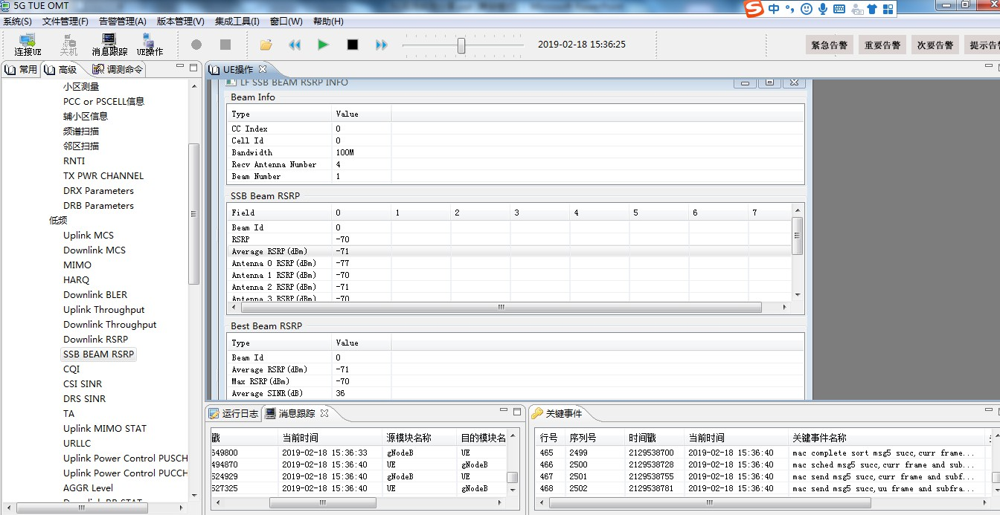 5G TUE OMT
中
系统(S) 文件管理(F) 告警管理(A) 版本管理(V) 集成工具(I) 窗口(W) 帮助(H)
连接UE 关机 消息跟踪 UE操作 2019-02-18 15:36:25 紧急告警 重要告警 次要告警 提示告
常用 高级 调测命令
小区测量
PCC or PSCELL信息
辅小区信息
频谱扫描
邻区扫描
RNTI
TX PWR CHANNEL
DRX Parameters
DRB Parameters
低频
Uplink MCS
Downlink MCS
MIMO
HARQ
Downlink BLER
Uplink Throughput
Downlink Throughput
Downlink RSRP
SSB BEAM RSRP
CQI
CSI SINR
DRS SINR
TA
Uplink MIMO STAT
URLLC
Uplink Power Control PUSCH
Uplink Power Control PUCCH
AGGR Level
UE操作
LF SSB BEAM RSRP INFO
Beam Info
Type Value
CC Index 0
Cell Id 0
Bandwidth 100M
Recv Antenna Number 4
Beam Number 1
SSB Beam RSRP
Field 0 1 2 3 4 5 6 7
Beam Id 0
RSRP -70
Average RSRP(dBm) -71
Antenna 0 RSRP(dBm) -77
Antenna 1 RSRP(dBm) -70
Antenna 2 RSRP(dBm) -71
Antenna 3 RSRP(dBm) -70
Best Beam RSRP
Type Value
Beam Id 0
Average RSRP(dBm) -71
Max RSRP(dBm) -70
Average SINR(dB) 36
运行日志 消息跟踪
戳 当前时间 源模块名称 目的模块名
549800 2019-02-18 15:36:33 gNodeB UE
494870 2019-02-18 15:36:40 UE gNodeB
524929 2019-02-18 15:36:40 gNodeB UE
527325 2019-02-18 15:36:40 UE gNodeB
关键事件
行号 序列号 时间戳 当前时间 关键事件名称
465 2499 2129538700 2019-02-18 15:36:40 mac complete sort msg5 succ,curr frame...
466 2500 2129538728 2019-02-18 15:36:40 mac sched msg5 succ,curr frame and sub...
467 2501 2129538755 2019-02-18 15:36:40 mac send msg5 succ,curr frame and subf...
468 2502 2129538781 2019-02-18 15:36:40 mac send msg5 succ,uu frame and subfra...